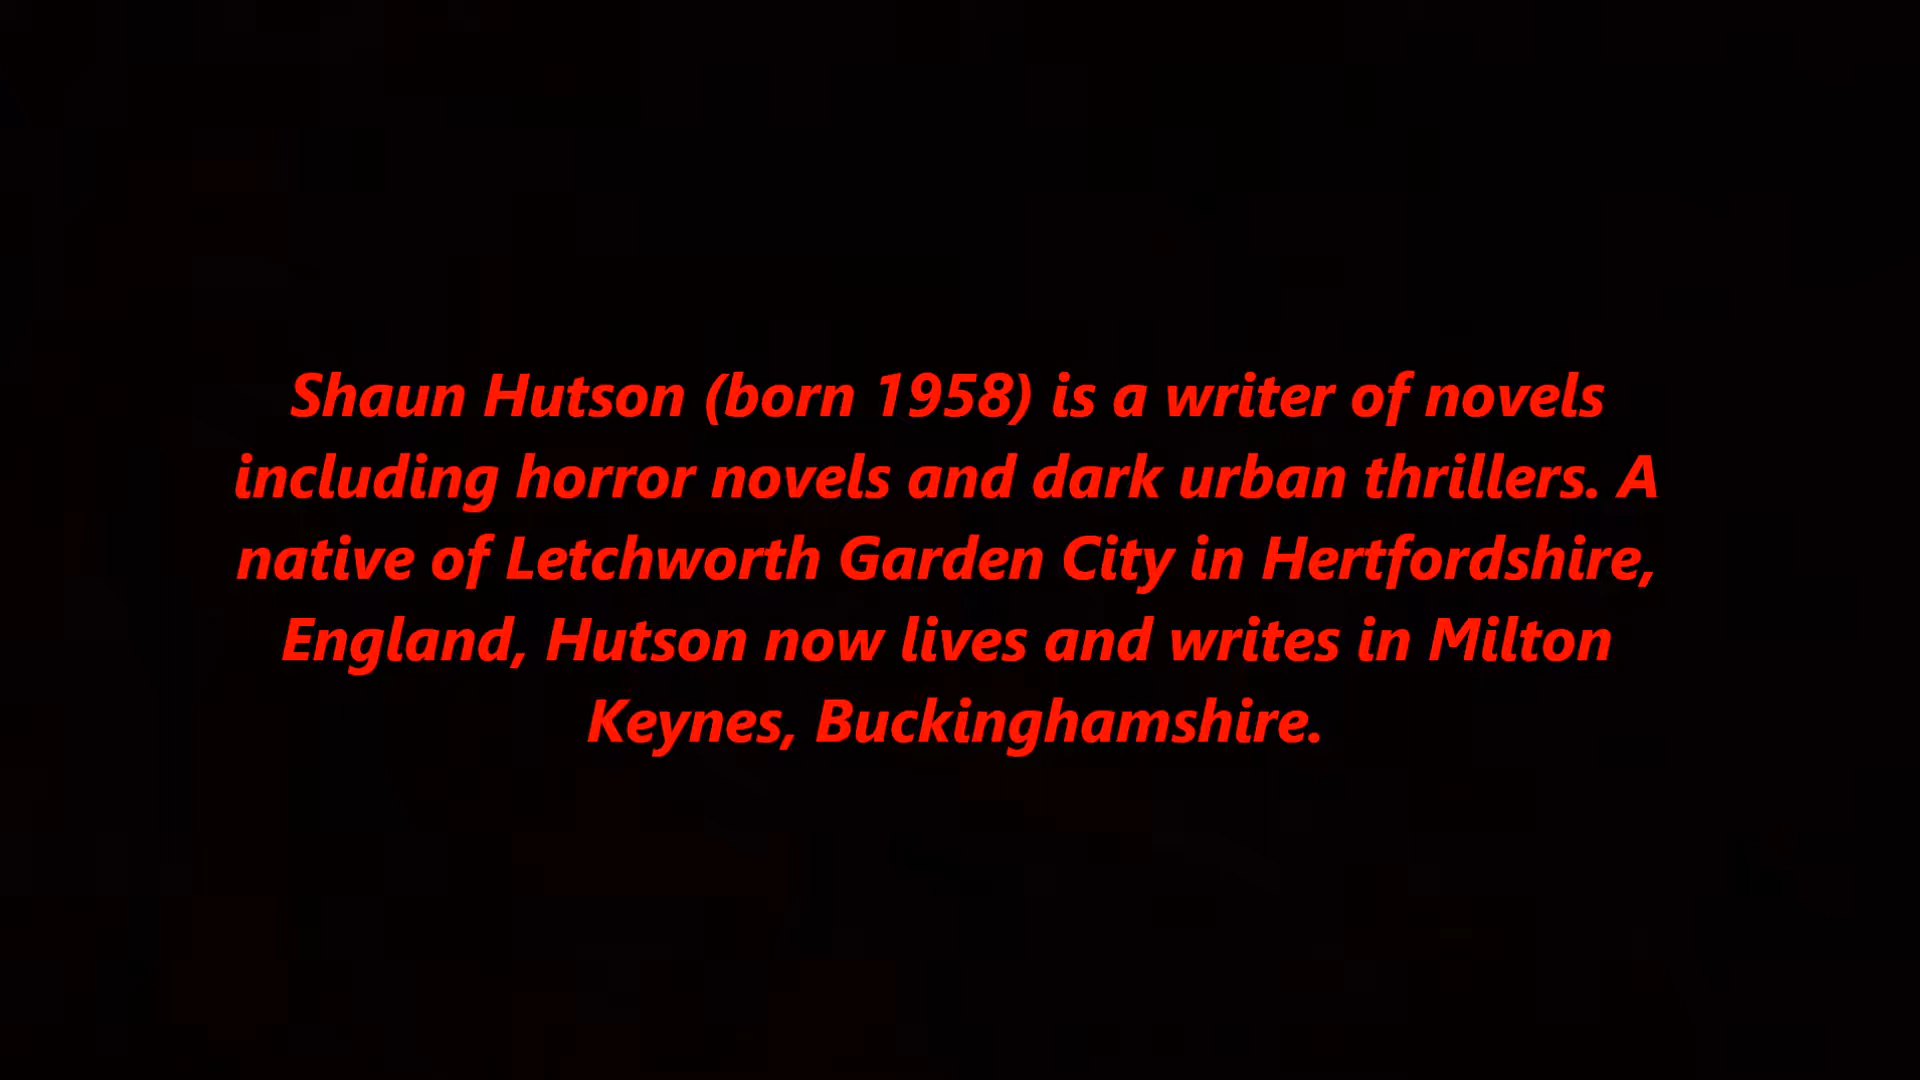 Shaun Hutson (born 1958) is a writer of novels
including horror novels and dark urban thrillers. A
native of Letchworth Garden City in Hertfordshire,
England, Hutson now lives and writes in Milton
Keynes, Buckinghamshire.